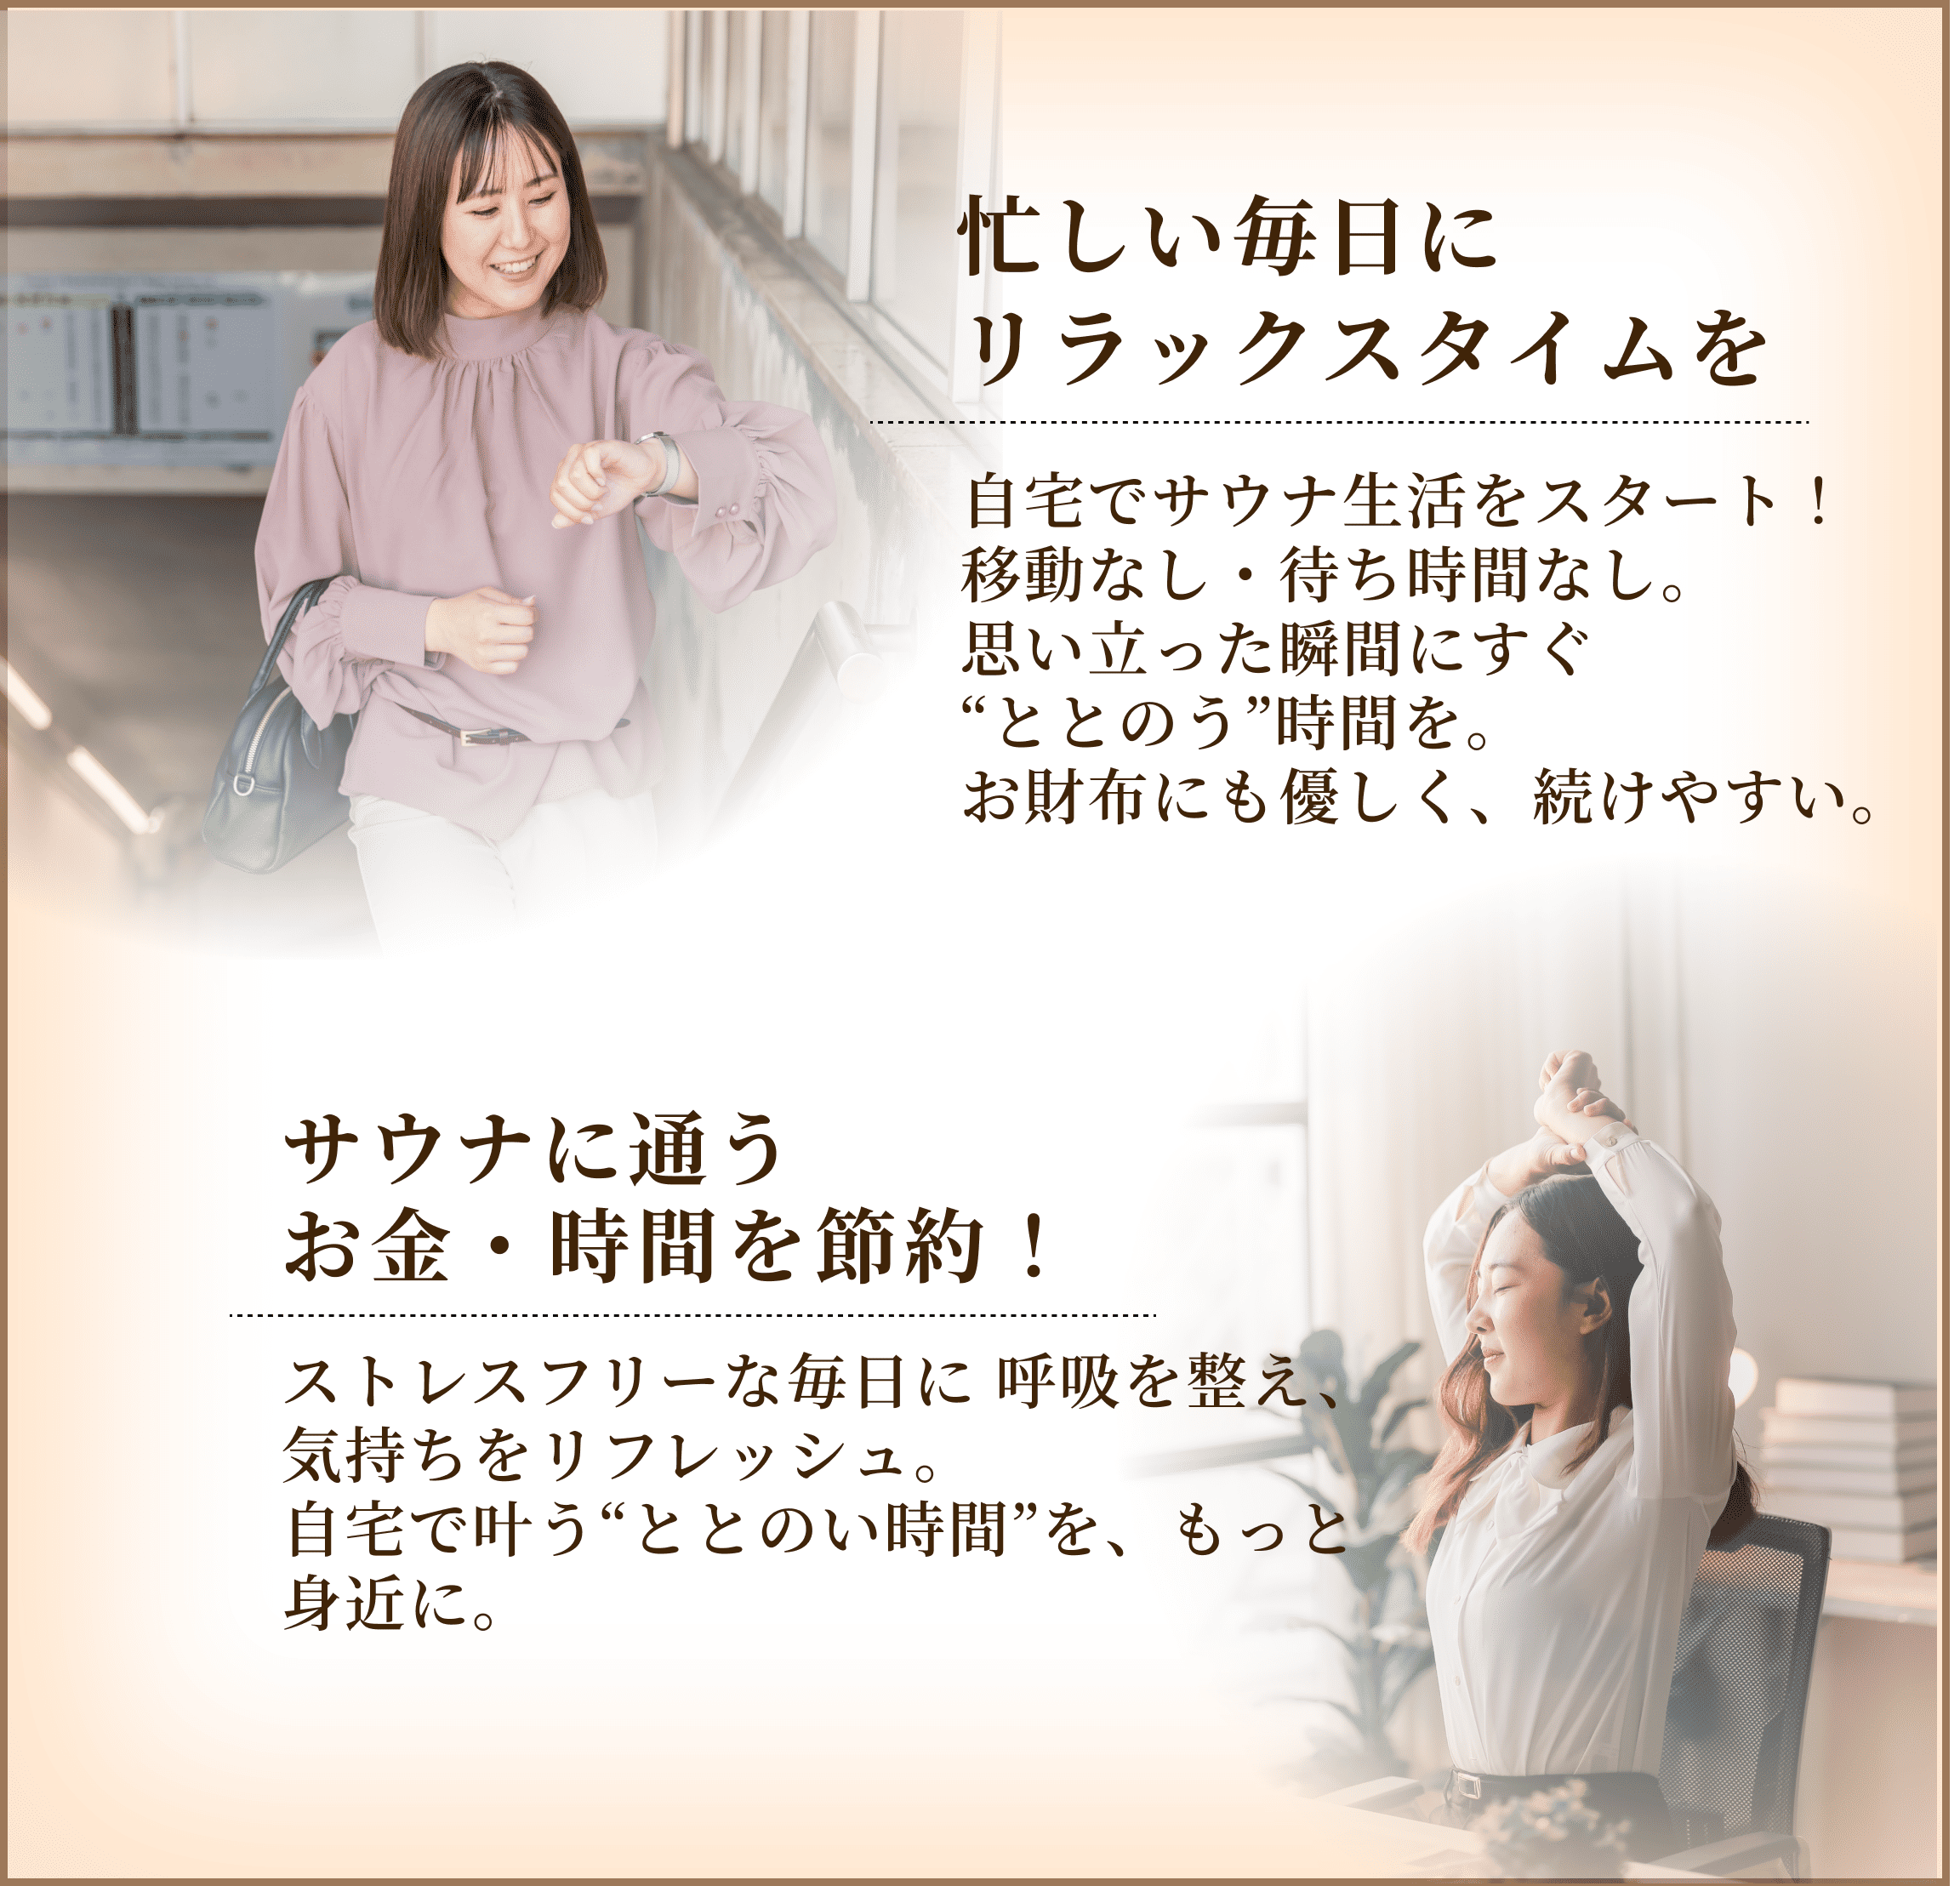 忙しい毎日に
リラックスタイムを
自宅でサウナ生活をスタート！
移動なし・待ち時間なし。
思い立った瞬間にすぐ
“ととのう”時間を。
お財布にも優しく、続けやすい。
サウナに通う
お金・時間を節約！
ストレスフリーな毎日に 呼吸を整え、
気持ちをリフレッシュ。
自宅で叶う“ととのい時間”を、もっと
身近に。